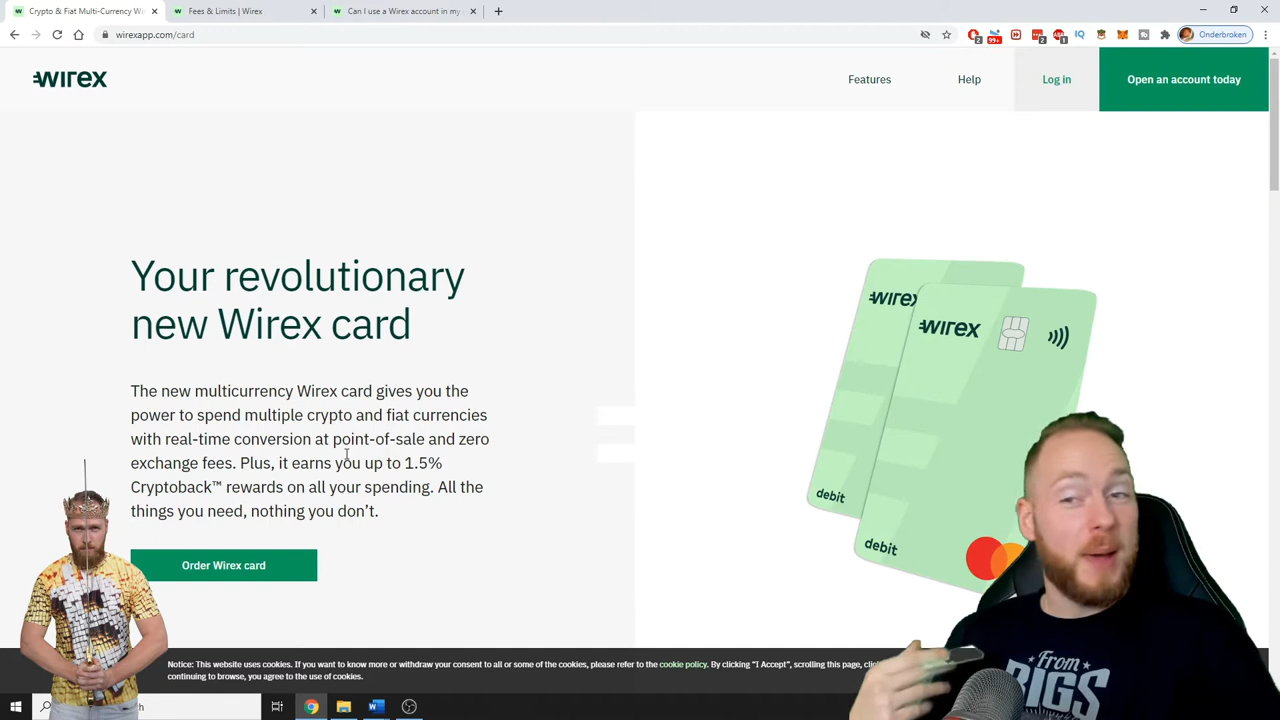 Crypto & Fiat Multi-Currency Wi
Fees & Limits | Wirex
Can I use a Wirex account in my
wirexapp.com/card
Onderbroken
wirex
Features
Help
Log in
Open an account today
Your revolutionary
new Wirex card
The new multicurrency Wirex card gives you the
power to spend multiple crypto and fiat currencies
with real-time conversion at point-of-sale and zero
exchange fees. Plus, it earns you up to 1.5%
Cryptoback™ rewards on all your spending. All the
things you need, nothing you don't.
Order Wirex card
wirex
wirex
debit
debit
Notice: This website uses cookies. If you want to know more or withdraw your consent to all or some of the cookies, please refer to the cookie policy. By clicking "I Accept", scrolling this page,
continuing to browse, you agree to the use of cookies.
From
RIGS